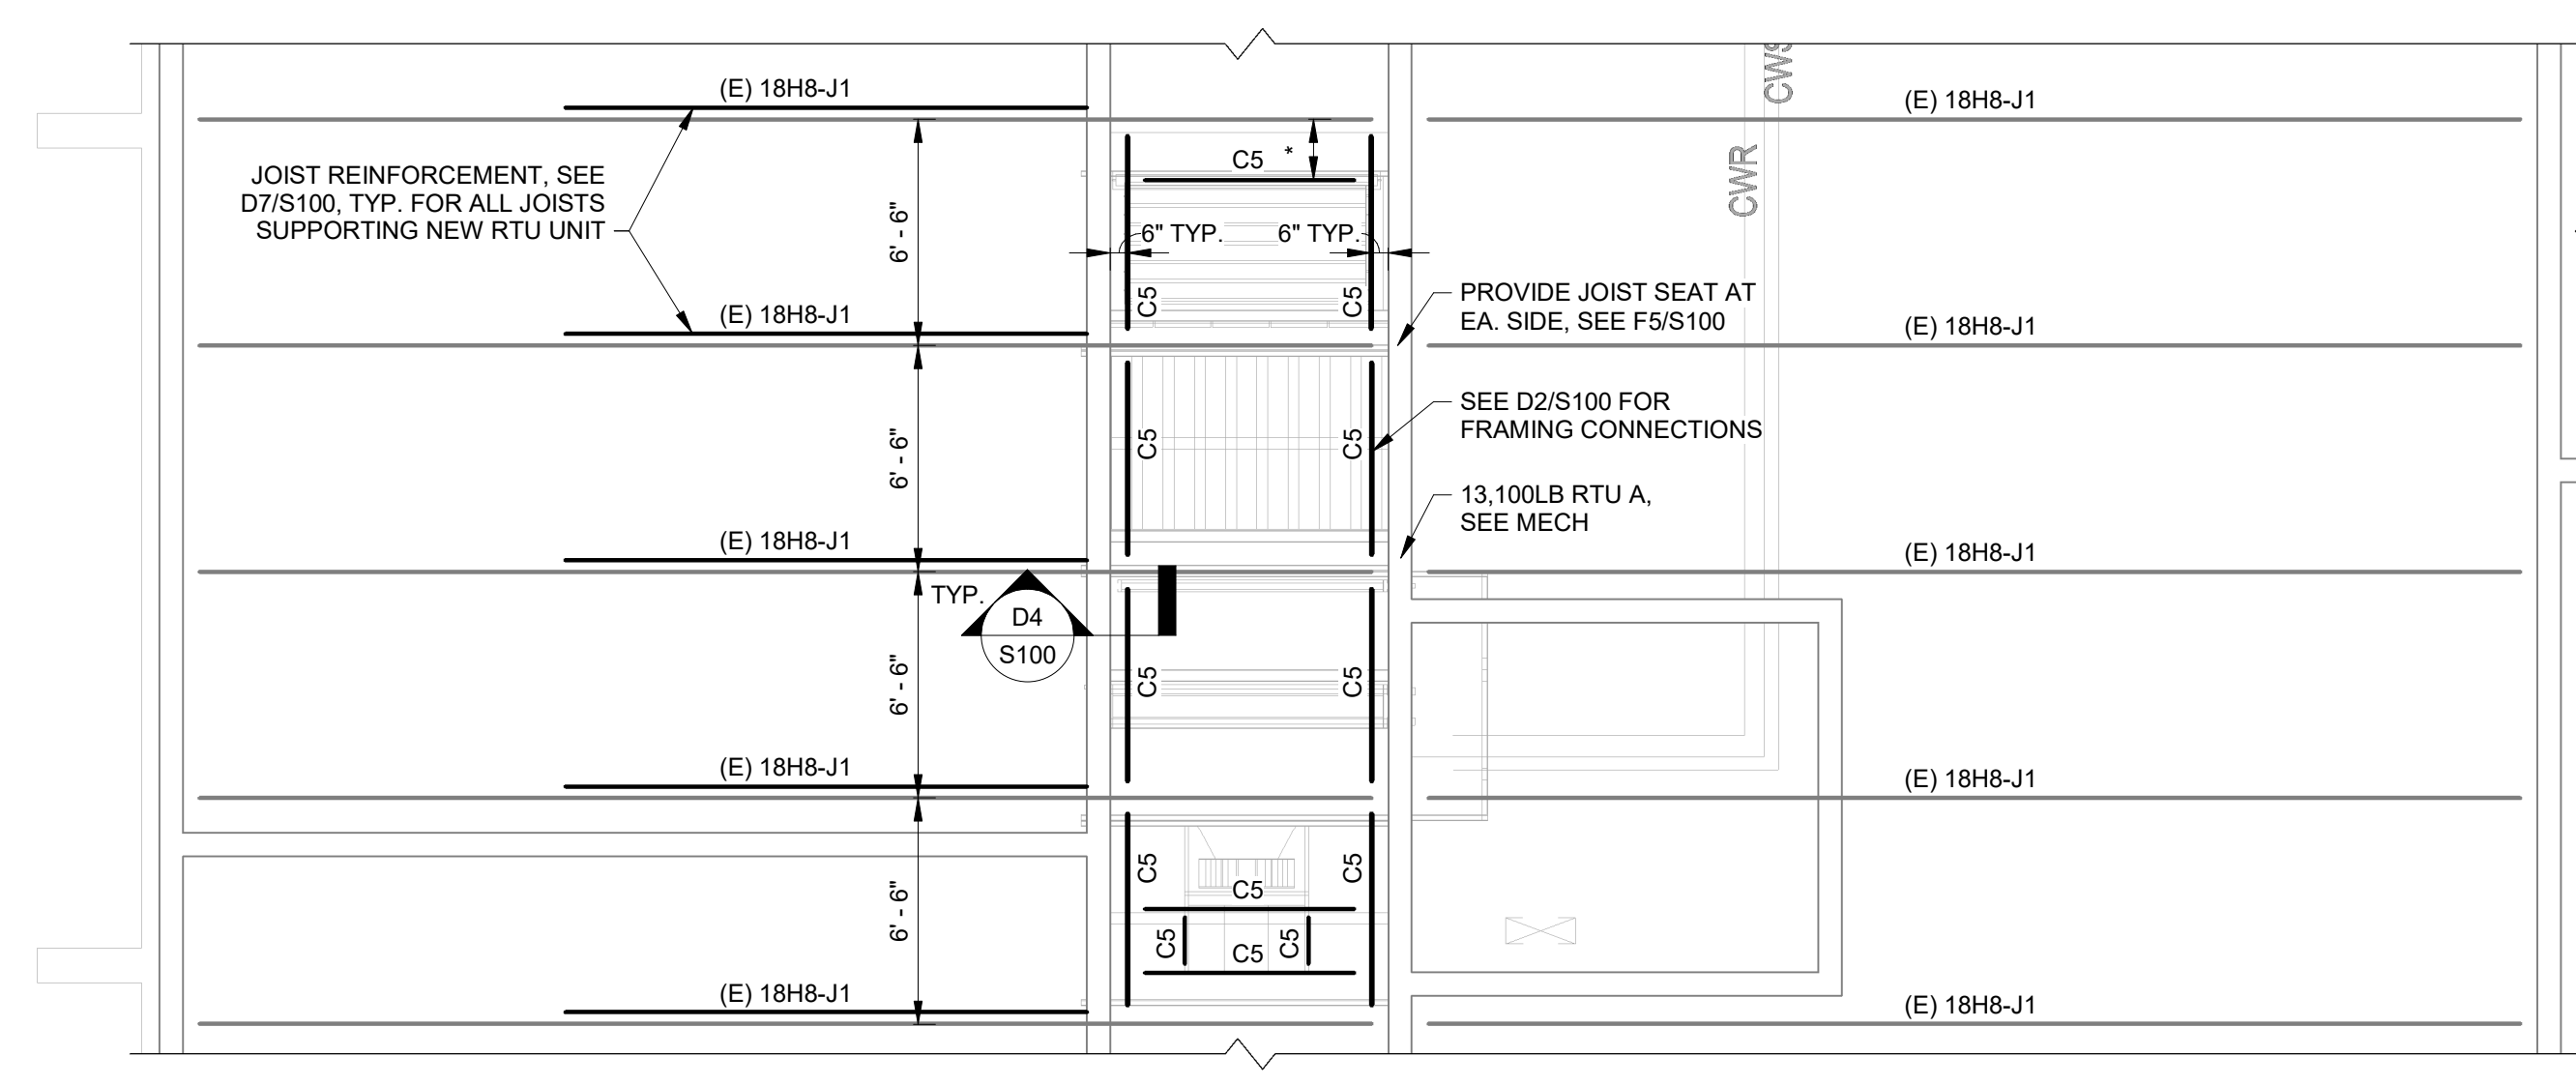 (E) 18H8-J1
(E) 18H8-J1
CWS
JOIST REINFORCEMENT, SEE
D7/S100, TYP. FOR ALL JOISTS
SUPPORTING NEW RTU UNIT
6' - 6"
C5 *
CWR
6" TYP.
6" TYP.
C5
C5
PROVIDE JOIST SEAT AT
EA. SIDE, SEE F5/S100
(E) 18H8-J1
(E) 18H8-J1
6' - 6"
C5
C5
SEE D2/S100 FOR
FRAMING CONNECTIONS
13,100LB RTU A,
SEE MECH
(E) 18H8-J1
(E) 18H8-J1
TYP.
D4
S100
6' - 6"
C5
C5
(E) 18H8-J1
(E) 18H8-J1
6' - 6"
C5
C5
C5
C5
C5
C5
(E) 18H8-J1
(E) 18H8-J1